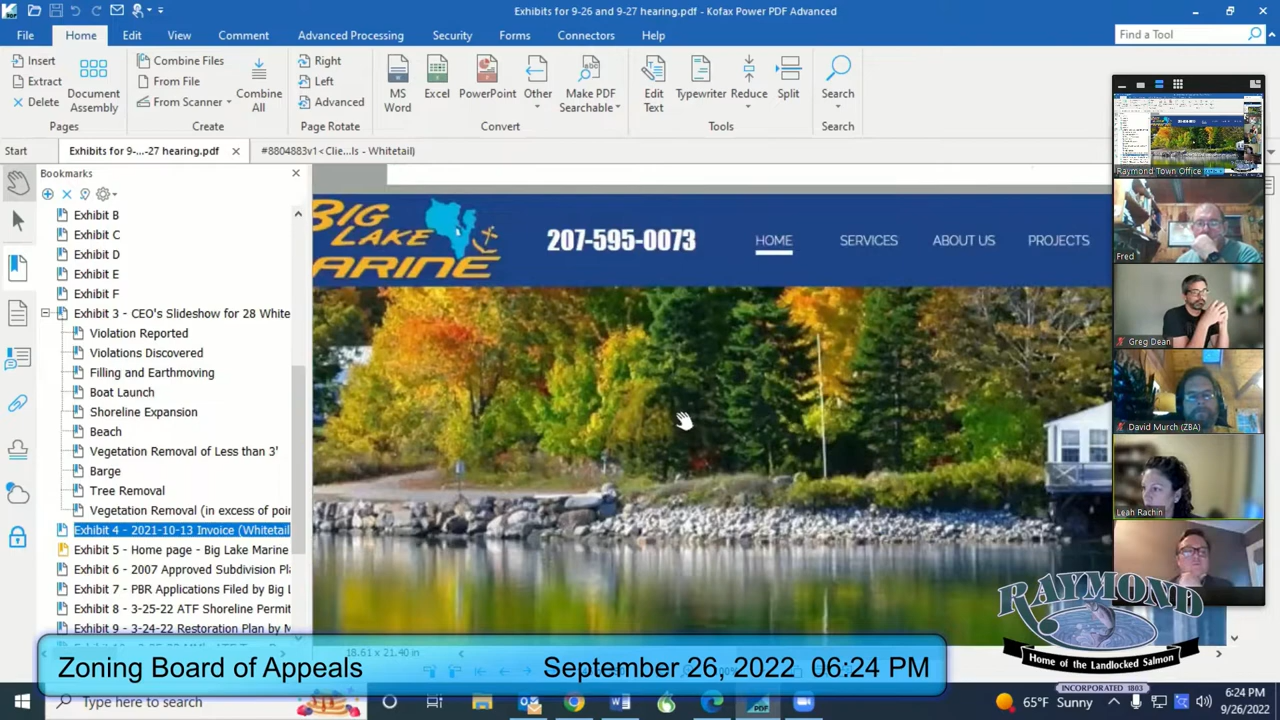 Exhibits for 9-26 and 9-27 hearing.pdf - Kofax Power PDF Advanced
File Home Edit View Comment Advanced Processing Security Forms Connectors Help
Find a Tool
Insert
Extract
Delete
Pages
Document Assembly
Combine Files
From File
From Scanner
Combine All
Create
Right
Left
Advanced
Page Rotate
MS Word
Excel
PowerPoint
Other
Make PDF Searchable
Convert
Edit Text
Typewriter
Reduce
Split
Tools
Search
Search
Start
Exhibits for 9-...-27 hearing.pdf
#8804883v1<Clie...ls - Whitetail
Bookmarks
Exhibit B
Exhibit C
Exhibit D
Exhibit E
Exhibit F
Exhibit 3 - CEO's Slideshow for 28 White
Violation Reported
Violations Discovered
Filling and Earthmoving
Boat Launch
Shoreline Expansion
Beach
Vegetation Removal of Less than 3'
Barge
Tree Removal
Vegetation Removal (in excess of poin
Exhibit 4 - 2021-10-13 Invoice (Whitetail
Exhibit 5 - Home page - Big Lake Marine
Exhibit 6 - 2007 Approved Subdivision Pl
Exhibit 7 - PBR Applications Filed by Big L
Exhibit 8 - 3-25-22 ATF Shoreline Permit
Exhibit 9 - 3-24-22 Restoration Plan by M
BIG
LAKE
MARINE
207-595-0073
HOME SERVICES ABOUT US PROJECTS
18.61 x 21.40 in
Raymond Town Office
Fred
Greg Dean
David Murch (ZBA)
Leah Rachin
RAYMOND
Home of the Landlocked Salmon
INCORPORATED 1803
Zoning Board of Appeals September 26, 2022 06:24 PM
Type here to search
65°F Sunny
6:24 PM
9/26/2022